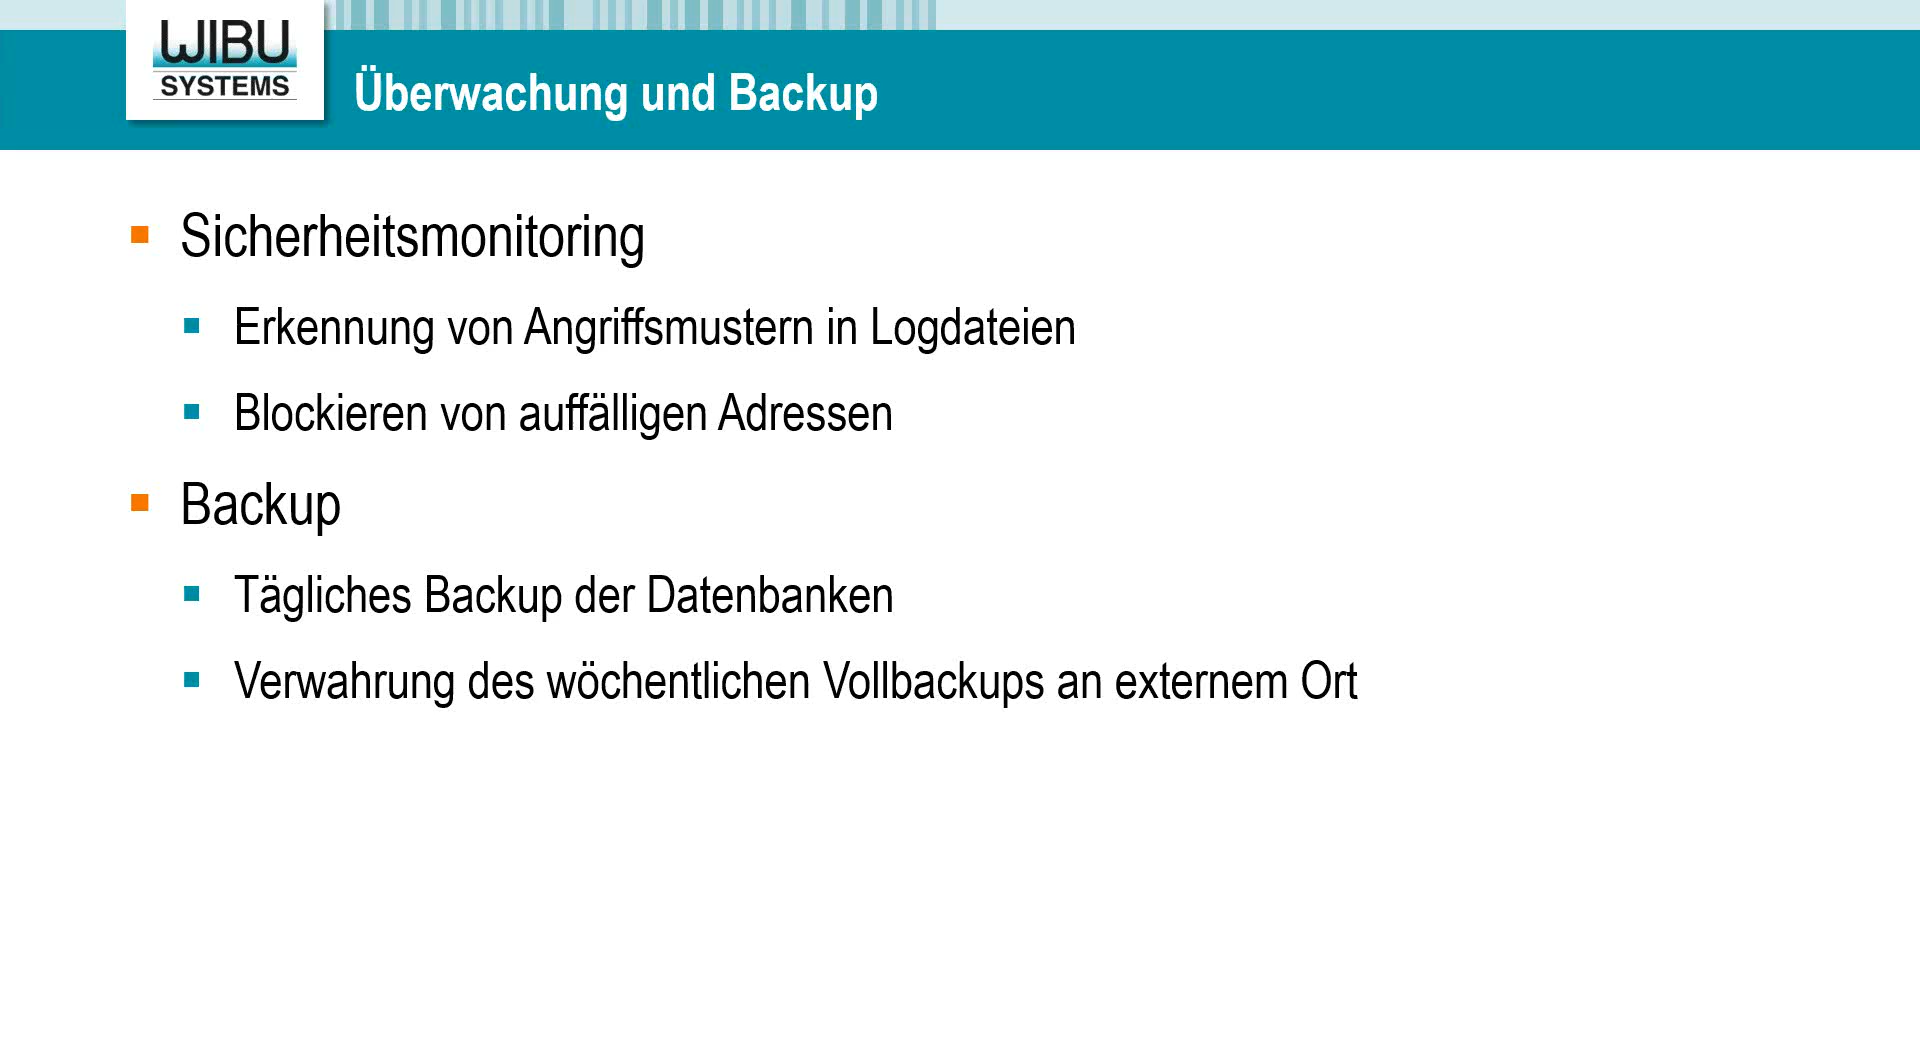 WIBU
SYSTEMS
Überwachung und Backup
Sicherheitsmonitoring
Erkennung von Angriffsmustern in Logdateien
Blockieren von auffälligen Adressen
Backup
Tägliches Backup der Datenbanken
Verwahrung des wöchentlichen Vollbackups an externem Ort